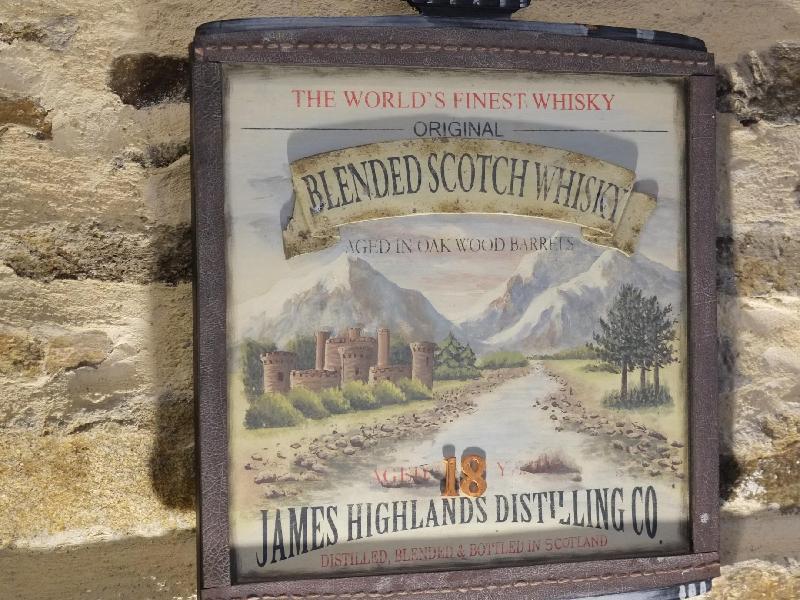 THE WORLD'S FINEST WHISKY
ORIGINAL
BLENDED SCOTCH WHISKY
AGED IN OAK WOOD BARRELS
AGED 18 Y
JAMES HIGHLANDS DISTILLING CO.
DISTILLED, BLENDED & BOTTLED IN SCOTLAND